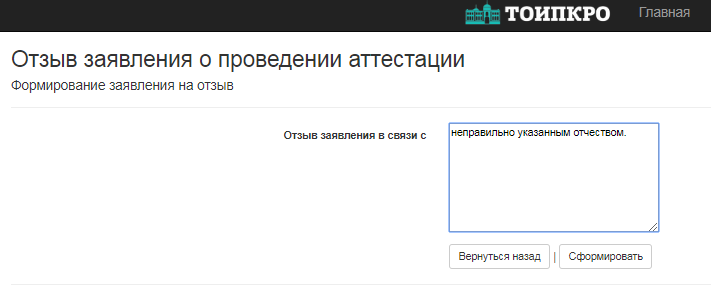 ТОИПКРО Главная
Отзыв заявления о проведении аттестации
Формирование заявления на отзыв
Отзыв заявления в связи с неправильно указанным отчеством.
Вернуться назад | Сформировать